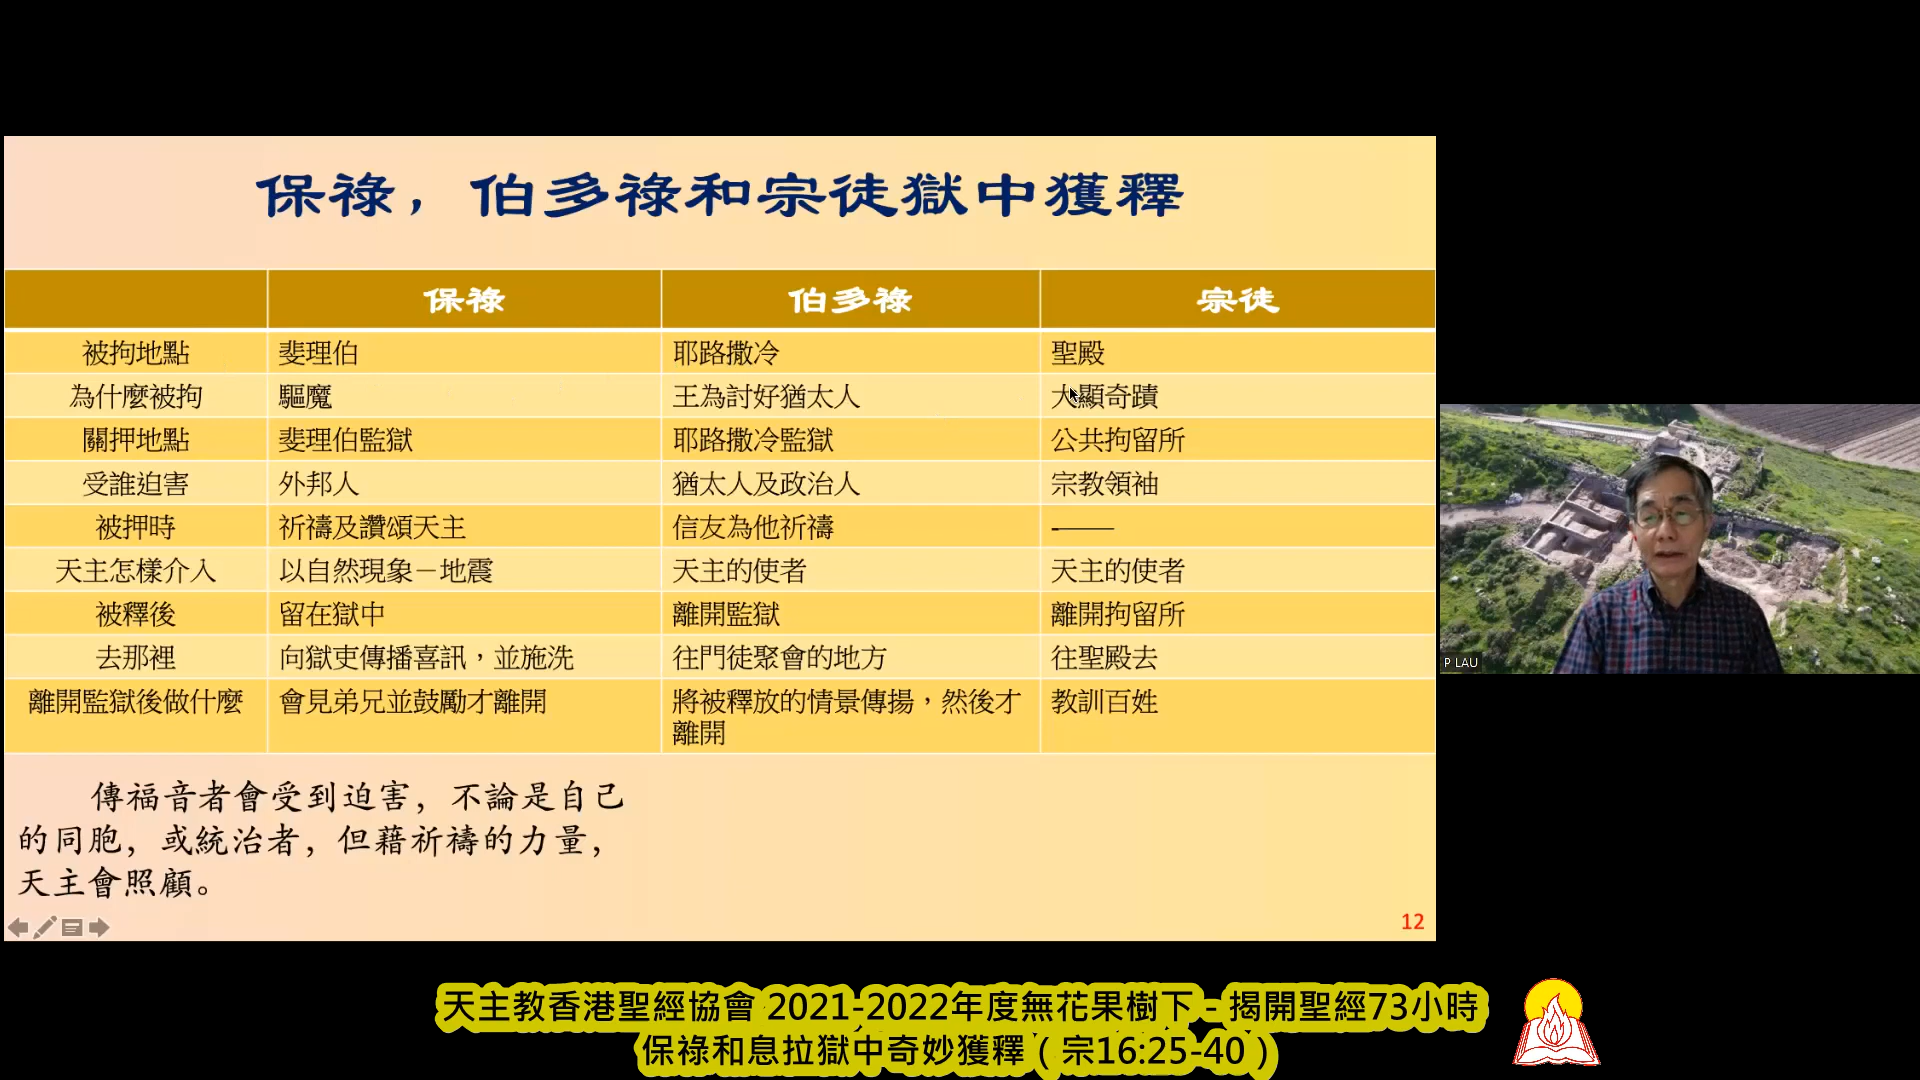 保祿，伯多祿和宗徒獄中獲釋
保祿 伯多祿 宗徒
被拘地點 斐理伯 耶路撒冷 聖殿
為什麼被拘 驅魔 王為討好猶太人 大顯奇蹟
關押地點 斐理伯監獄 耶路撒冷監獄 公共拘留所
受誰迫害 外邦人 猶太人及政治人 宗教領袖
被押時 祈禱及讚頌天主 信友為他祈禱 -——
天主怎樣介入 以自然現象－地震 天主的使者 天主的使者
被釋後 留在獄中 離開監獄 離開拘留所
去那裡 向獄吏傳播喜訊，並施洗 往門徒聚會的地方 往聖殿去
離開監獄後做什麼 會見弟兄並鼓勵才離開 將被釋放的情景傳揚，然後才 教訓百姓
離開
傳福音者會受到迫害，不論是自己
的同胞，或統治者，但藉祈禱的力量，
天主會照顧。
12
P LAU
天主教香港聖經協會 2021-2022年度無花果樹下 - 揭開聖經73小時
保祿和息拉獄中奇妙獲釋（宗16:25-40）